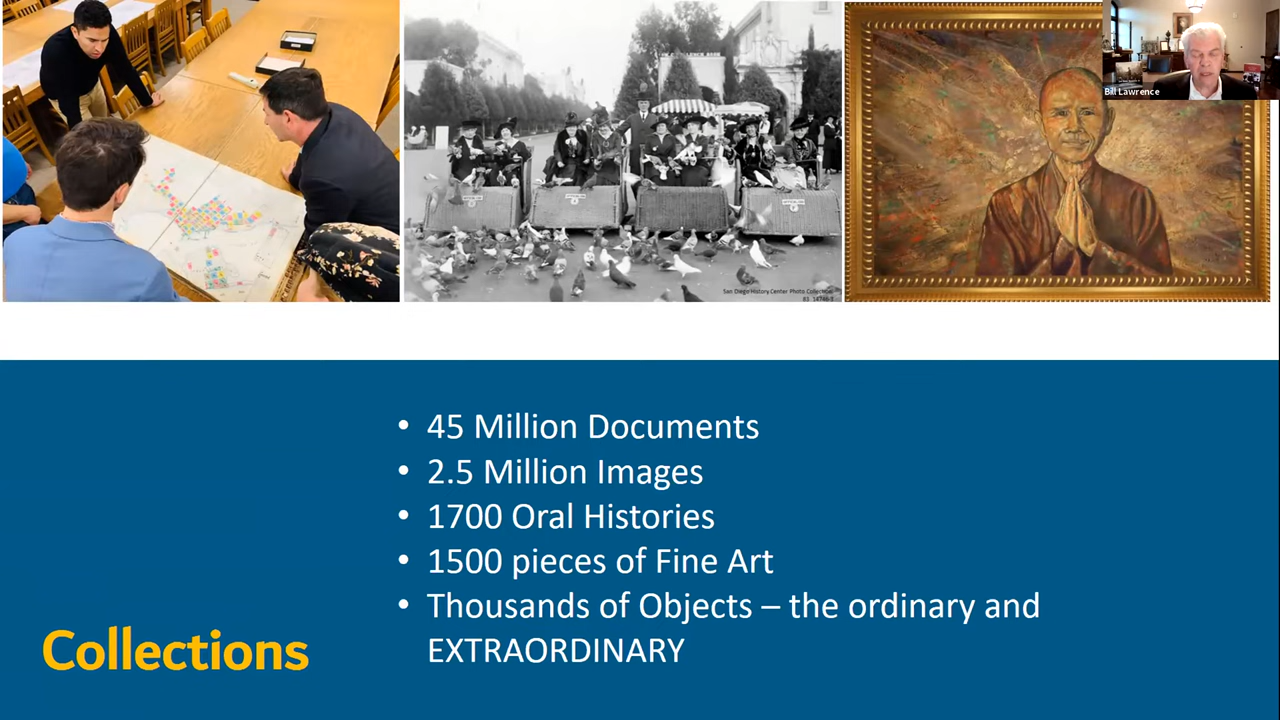 Bill Lawrence
San Diego History Center Photo Collection
45 Million Documents
2.5 Million Images
1700 Oral Histories
1500 pieces of Fine Art
Thousands of Objects – the ordinary and
EXTRAORDINARY
Collections